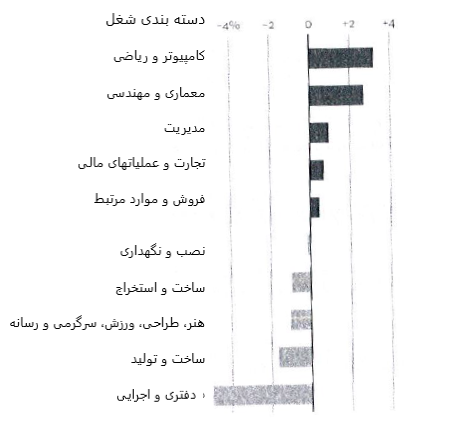 دسته بندی شغل
-4% -2 0 +2 +4
کامپیوتر و ریاضی
معماری و مهندسی
مدیریت
تجارت و عملیاتهای مالی
فروش و موارد مرتبط
نصب و نگهداری
ساخت و استخراج
هنر، طراحی، ورزش، سرگرمی و رسانه
ساخت و تولید
دفتری و اجرایی